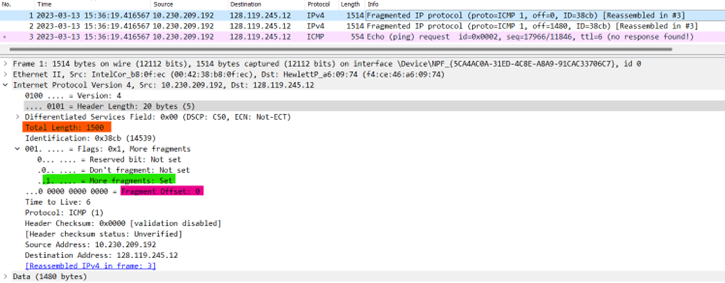 No. Time Source Destination Protocol Length Info
1 2023-03-13 15:36:19.416567 10.230.209.192 128.119.245.12 IPv4 1514 Fragmented IP protocol (proto=ICMP 1, off=0, ID=38cb) [Reassembled in #3]
2 2023-03-13 15:36:19.416567 10.230.209.192 128.119.245.12 IPv4 1514 Fragmented IP protocol (proto=ICMP 1, off=1480, ID=38cb) [Reassembled in #3]
3 2023-03-13 15:36:19.416567 10.230.209.192 128.119.245.12 ICMP 554 Echo (ping) request id=0x0002, seq=17966/11846, ttl=6 (no response found!)
Frame 1: 1514 bytes on wire (12112 bits), 1514 bytes captured (12112 bits) on interface \Device\NPF_{5CA4AC0A-31ED-4C8E-A8A9-91CAC33706C7}, id 0
Ethernet II, Src: IntelCor_b8:0f:ec (00:42:38:b8:0f:ec), Dst: HewlettP_a6:09:74 (f4:ce:46:a6:09:74)
Internet Protocol Version 4, Src: 10.230.209.192, Dst: 128.119.245.12
0100 .... = Version: 4
.... 0101 = Header Length: 20 bytes (5)
Differentiated Services Field: 0x00 (DSCP: CS0, ECN: Not-ECT)
Total Length: 1500
Identification: 0x38cb (14539)
001. .... = Flags: 0x1, More fragments
0... .... = Reserved bit: Not set
.0.. .... = Don't fragment: Not set
..1. .... = More fragments: Set
...0 0000 0000 0000 = Fragment Offset: 0
Time to Live: 6
Protocol: ICMP (1)
Header Checksum: 0x0000 [validation disabled]
[Header checksum status: Unverified]
Source Address: 10.230.209.192
Destination Address: 128.119.245.12
[Reassembled IPv4 in frame: 3]
Data (1480 bytes)